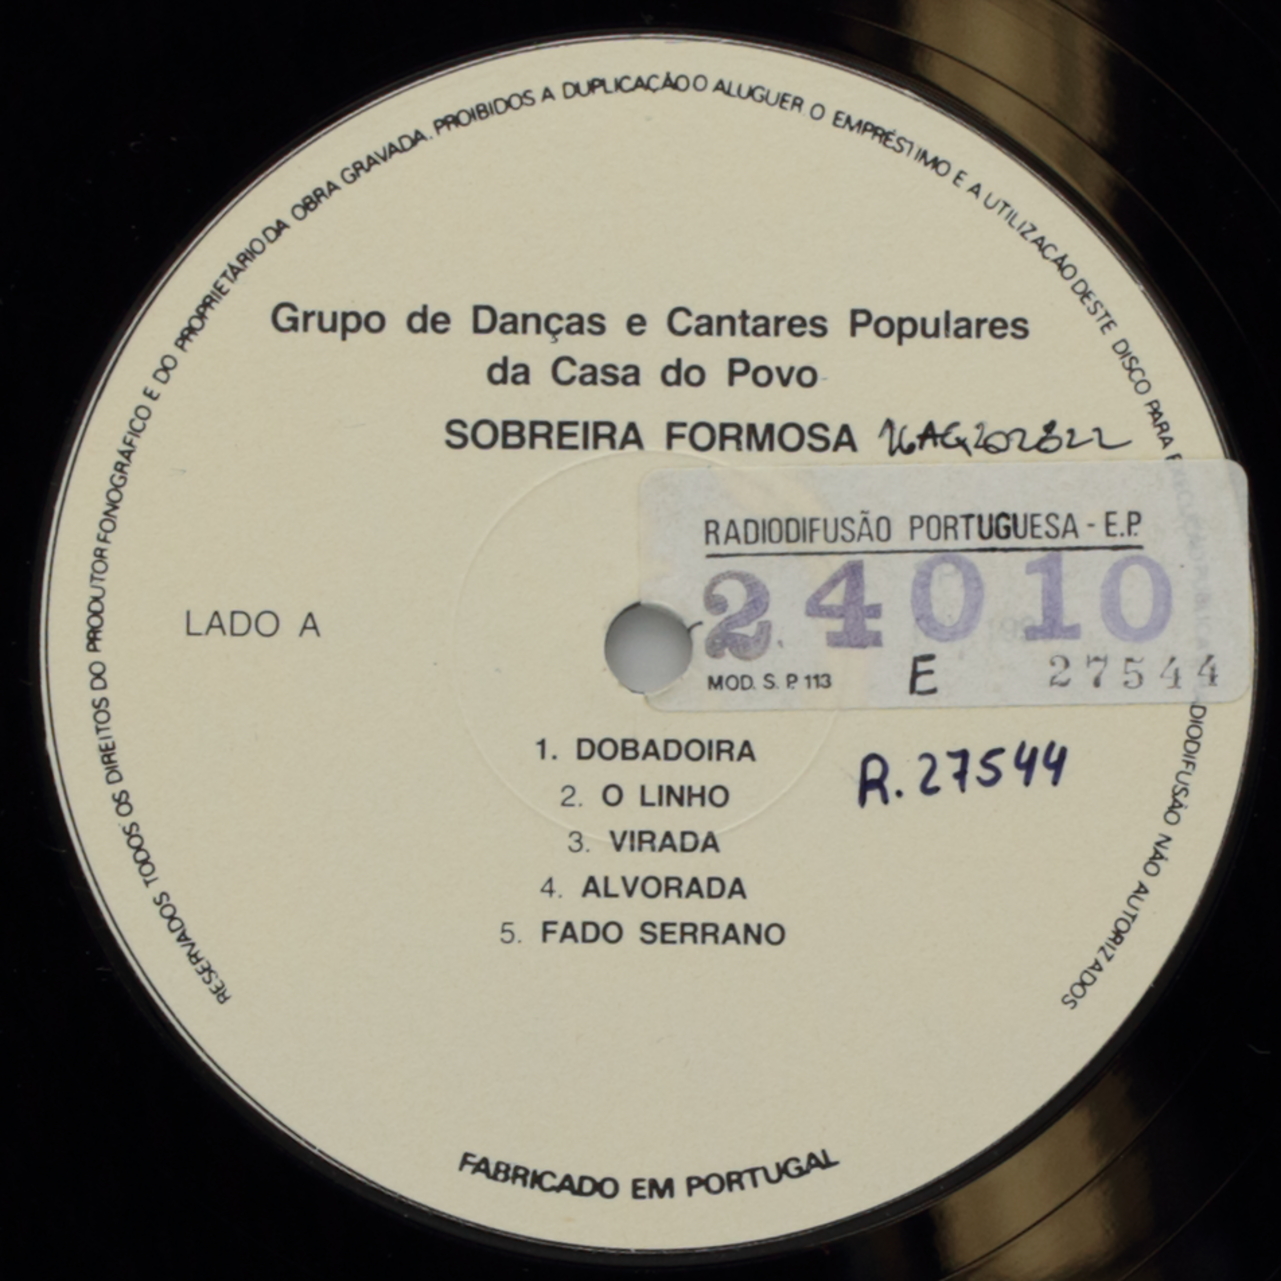 RESERVADOS TODOS OS DIREITOS DO PRODUTOR FONOGRÁFICO E DO PROPRIETÁRIO DA OBRA GRAVADA. PROIBIDOS A DUPLICAÇÃO O ALUGUER O EMPRÉSTIMO E A UTILIZAÇÃO DESTE DISCO PARA DIODIFUSÃO NÃO AUTORIZADOS
Grupo de Danças e Cantares Populares
da Casa do Povo
SOBREIRA FORMOSA
RADIODIFUSÃO PORTUGUESA - E.P.
24010
MOD. S. P. 113 E 27544
LADO A
1. DOBADOIRA
R. 27544
2. O LINHO
3. VIRADA
4. ALVORADA
5. FADO SERRANO
FABRICADO EM PORTUGAL